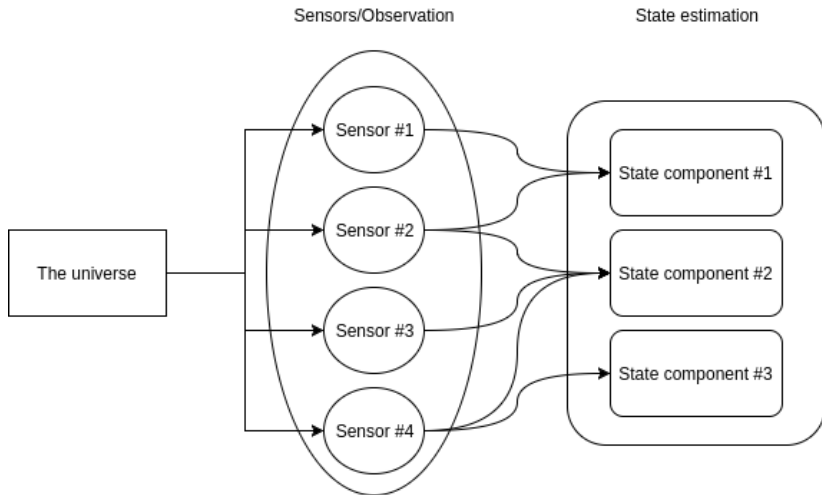 Sensors/Observation
State estimation
Sensor #1
State component #1
Sensor #2
The universe
State component #2
Sensor #3
State component #3
Sensor #4